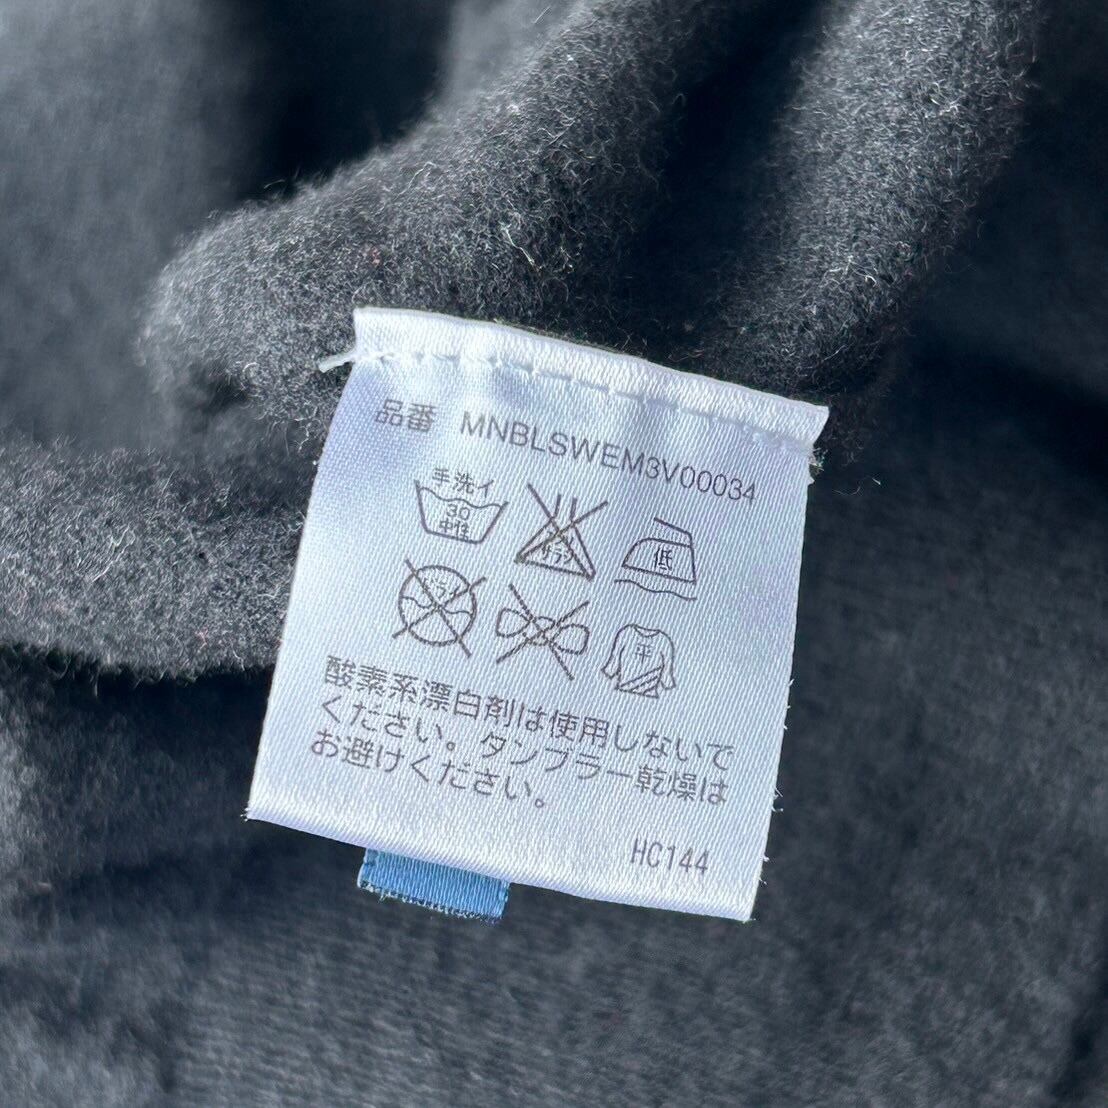 品番 MNBLSWEM3V00034
手洗イ
30
中性
低
平
酸素系漂白剤は使用しないで
ください。タンブラー乾燥は
お避けください。
HC144